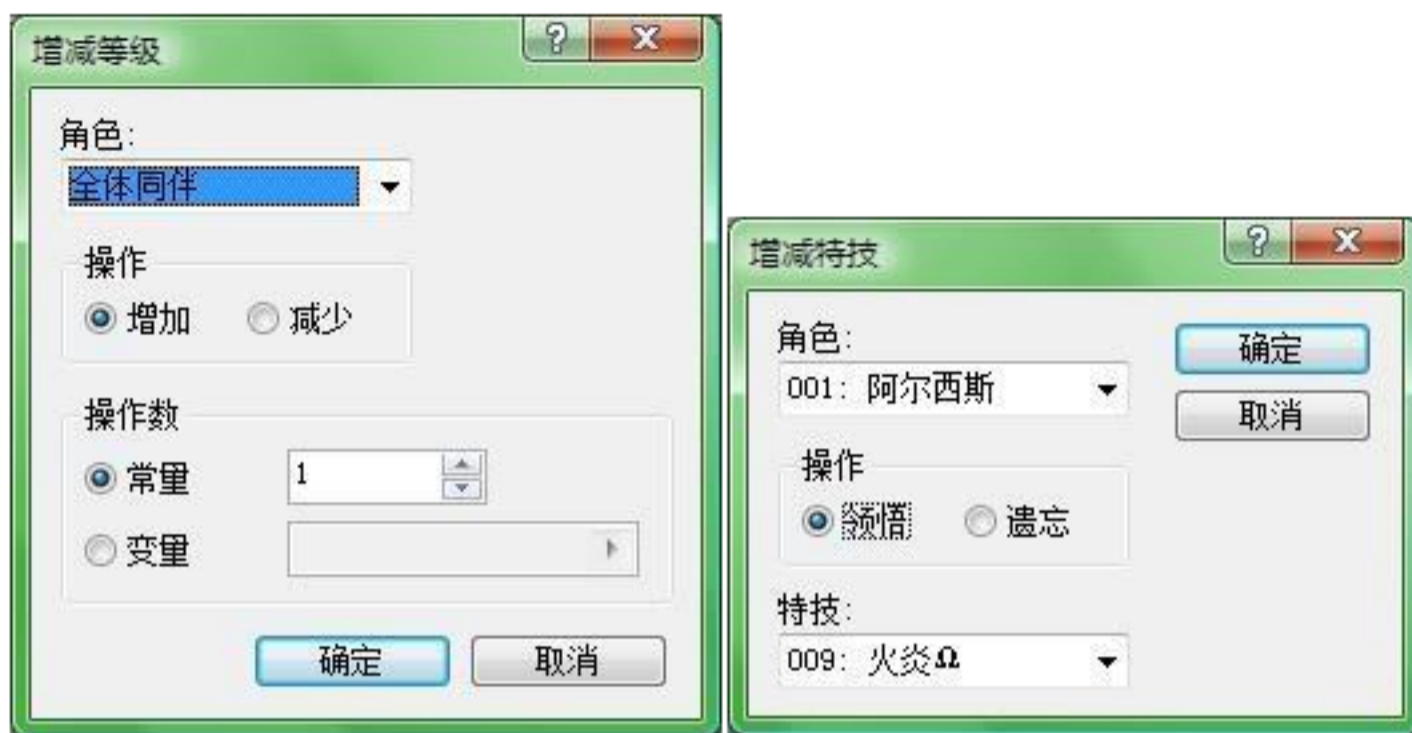 增减等级
角色:
全体同伴
操作
增加 减少
操作数
常量 1
变量
确定 取消
增减特技
角色:
001: 阿尔西斯
操作
领悟 遗忘
特技:
009: 火炎Ω
确定
取消